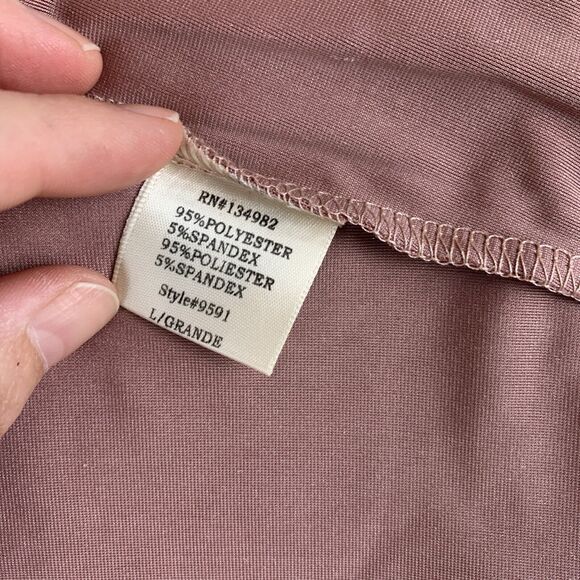 RN#134982
95%POLYESTER
5%SPANDEX
95%POLIESTER
5%SPANDEX
Style#9591
L/GRANDE